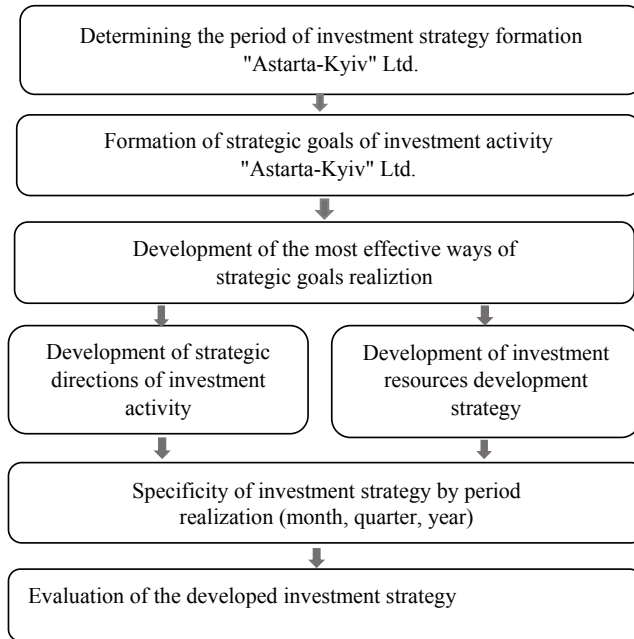 Determining the period of investment strategy formation
"Astarta-Kyiv" Ltd.
Formation of strategic goals of investment activity
"Astarta-Kyiv" Ltd.
Development of the most effective ways of
strategic goals realiztion
Development of strategic
directions of investment
activity
Development of investment
resources development
strategy
Specificity of investment strategy by period
realization (month, quarter, year)
Evaluation of the developed investment strategy